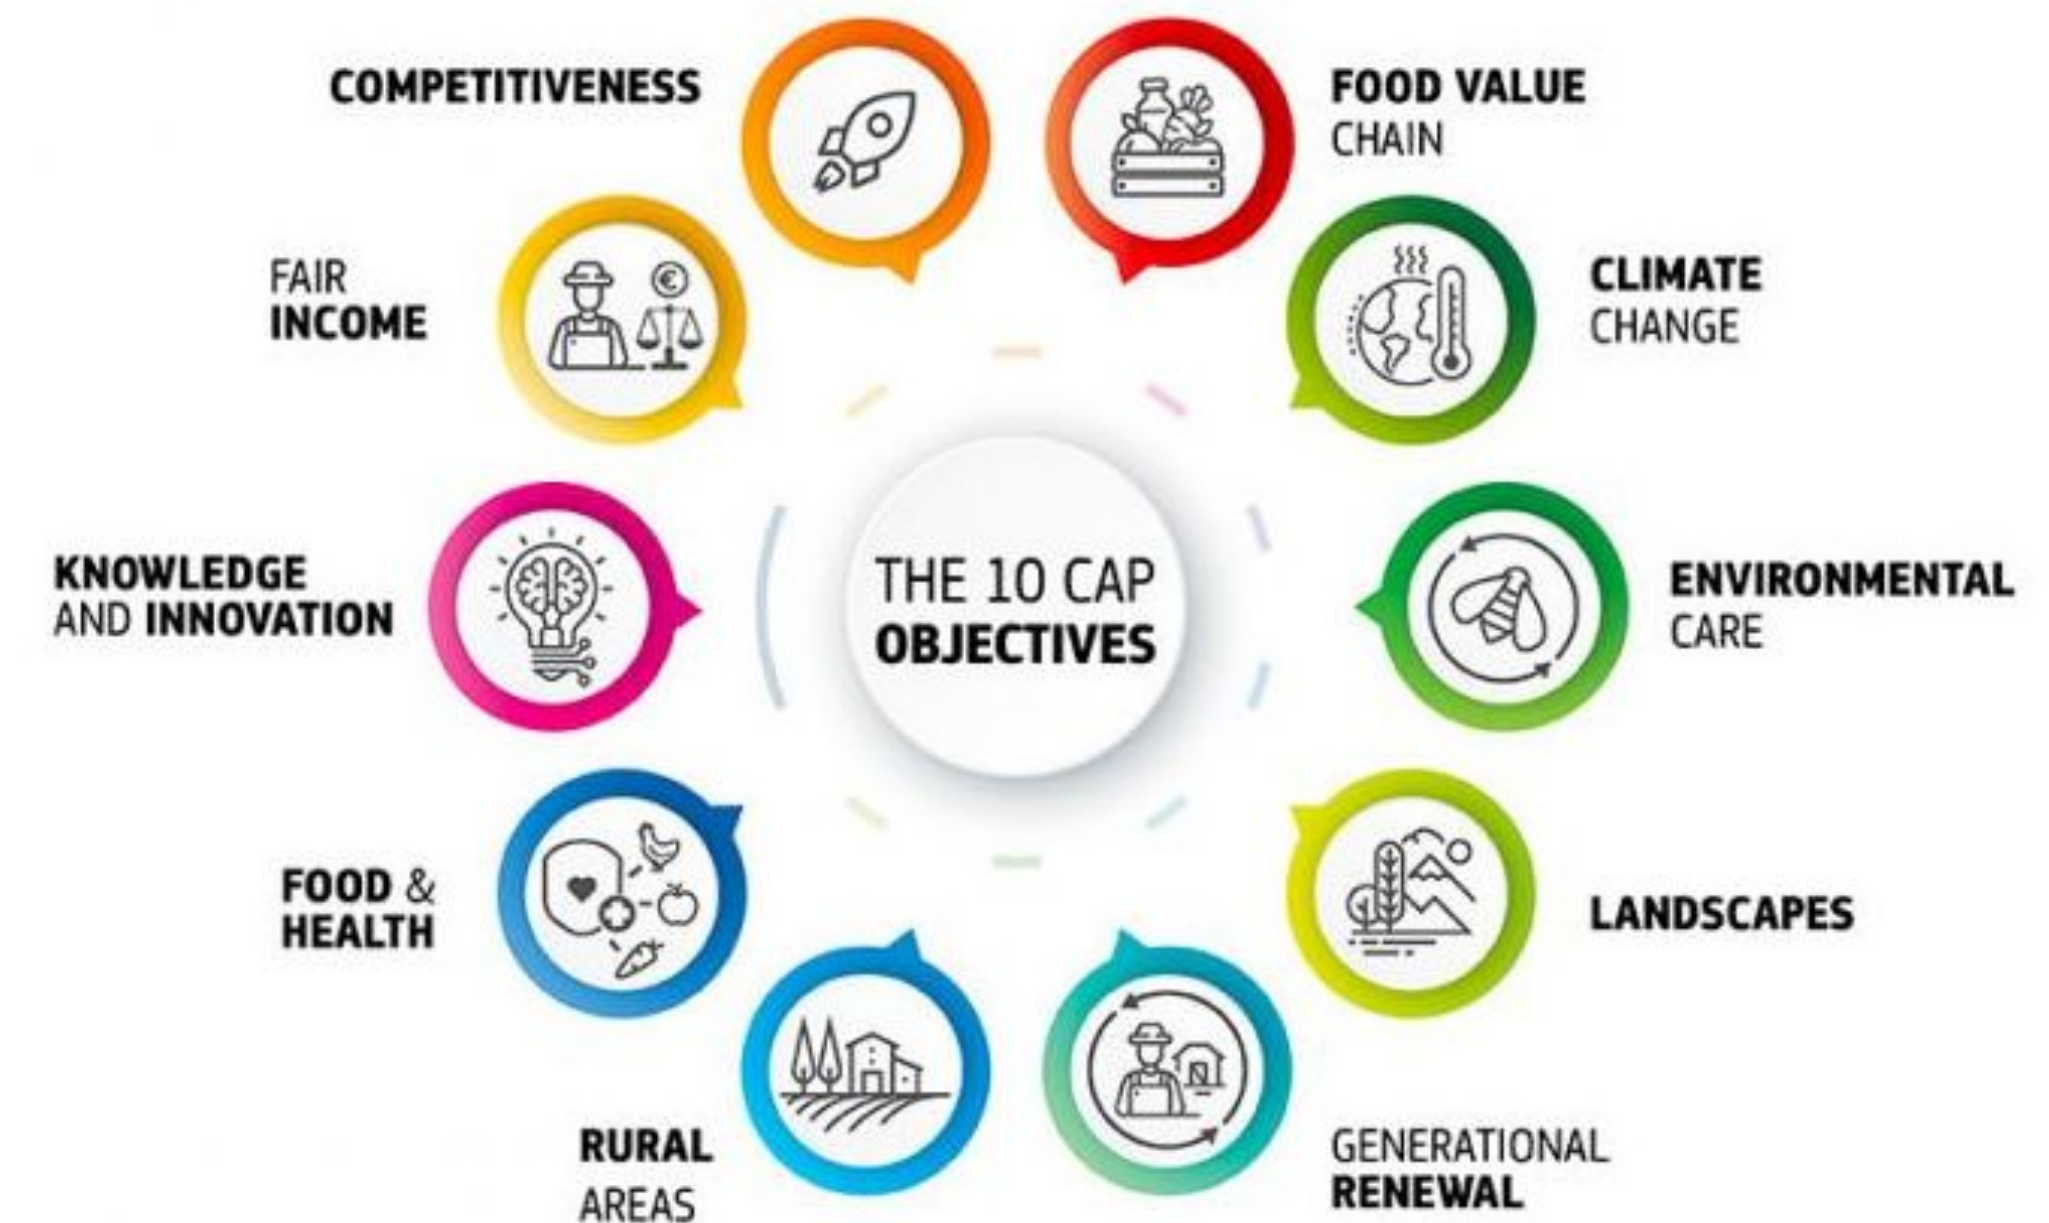 COMPETITIVENESS
FOOD VALUE
CHAIN
FAIR
INCOME
€
CLIMATE
CHANGE
KNOWLEDGE
AND INNOVATION
THE 10 CAP
OBJECTIVES
ENVIRONMENTAL
CARE
FOOD &
HEALTH
LANDSCAPES
RURAL
AREAS
GENERATIONAL
RENEWAL